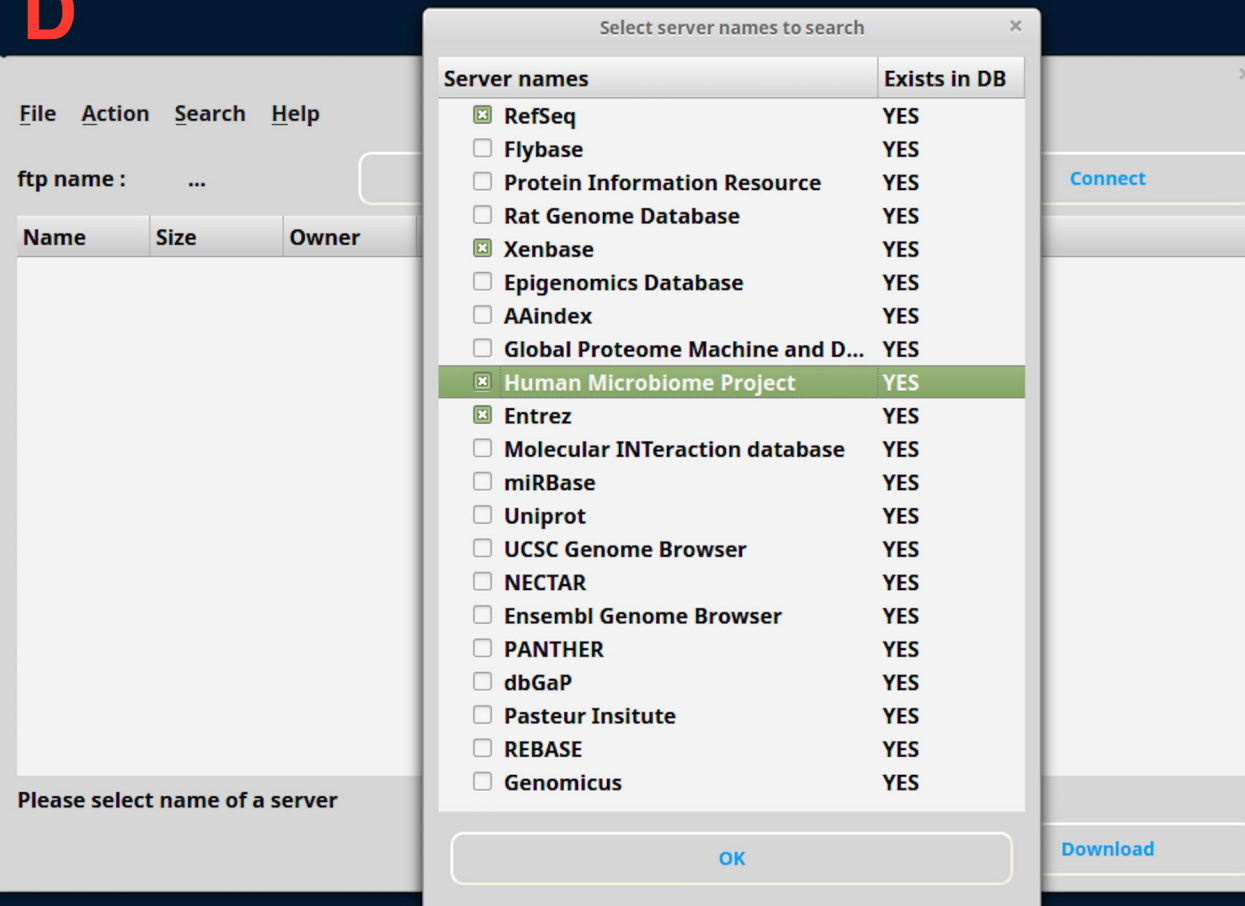 D
Select server names to search ×
Server names Exists in DB
RefSeq YES
Flybase YES
Protein Information Resource YES
Rat Genome Database YES
Xenbase YES
Epigenomics Database YES
AAindex YES
Global Proteome Machine and D... YES
Human Microbiome Project YES
Entrez YES
Molecular INTeraction database YES
miRBase YES
Uniprot YES
UCSC Genome Browser YES
NECTAR YES
Ensembl Genome Browser YES
PANTHER YES
dbGaP YES
Pasteur Insitute YES
REBASE YES
Genomicus YES
OK
File Action Search Help
ftp name : ...
Connect
Name Size Owner
Please select name of a server
Download